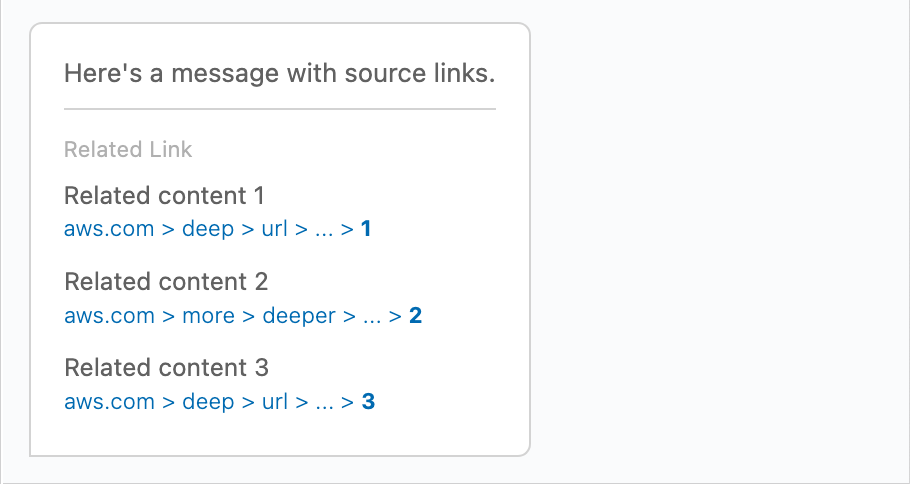 Here's a message with source links.
Related Link
Related content 1
aws.com > deep > url > ... > 1
Related content 2
aws.com > more > deeper > ... > 2
Related content 3
aws.com > deep > url > ... > 3